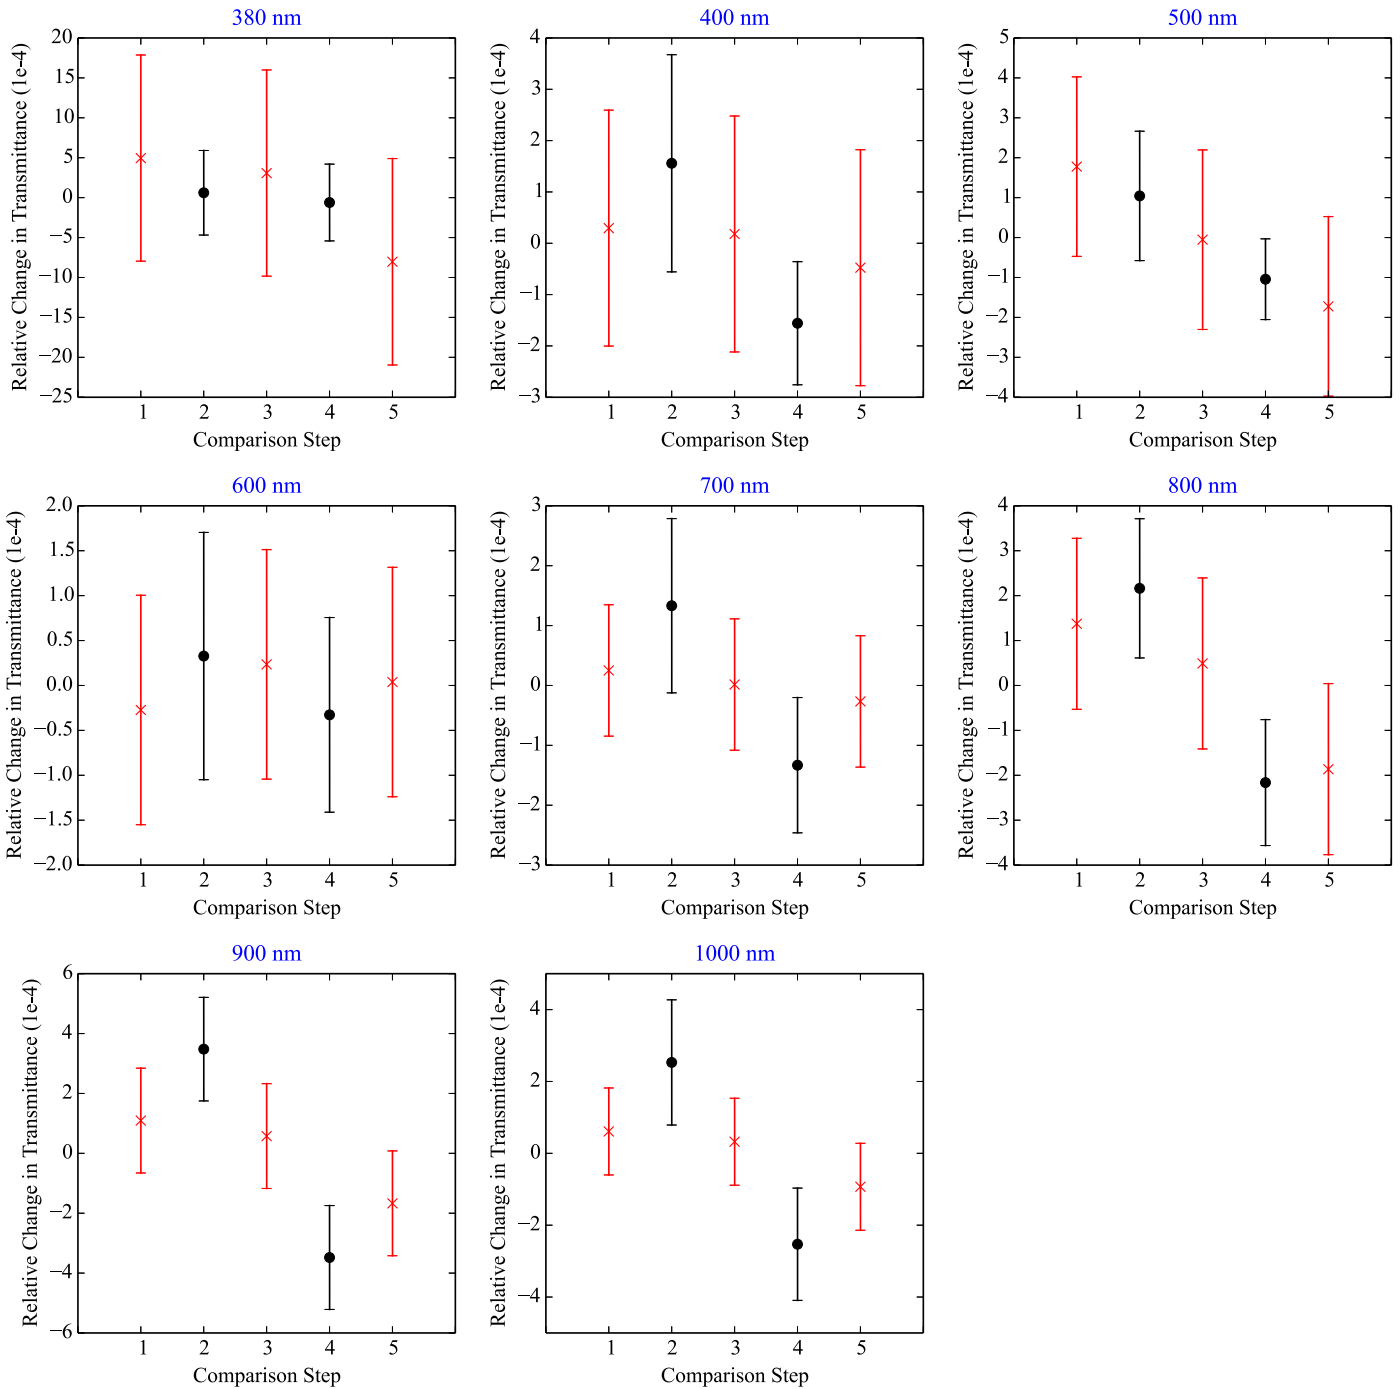 380 nm
Relative Change in Transmittance (1e-4)
20
15
10
5
0
−5
−10
−15
−20
−25
1 2 3 4 5
Comparison Step
400 nm
Relative Change in Transmittance (1e-4)
4
3
2
1
0
−1
−2
−3
1 2 3 4 5
Comparison Step
500 nm
Relative Change in Transmittance (1e-4)
5
4
3
2
1
0
−1
−2
−3
−4
1 2 3 4 5
Comparison Step
600 nm
Relative Change in Transmittance (1e-4)
2.0
1.5
1.0
0.5
0.0
−0.5
−1.0
−1.5
−2.0
1 2 3 4 5
Comparison Step
700 nm
Relative Change in Transmittance (1e-4)
3
2
1
0
−1
−2
−3
1 2 3 4 5
Comparison Step
800 nm
Relative Change in Transmittance (1e-4)
4
3
2
1
0
−1
−2
−3
−4
1 2 3 4 5
Comparison Step
900 nm
Relative Change in Transmittance (1e-4)
6
4
2
0
−2
−4
−6
1 2 3 4 5
Comparison Step
1000 nm
Relative Change in Transmittance (1e-4)
4
2
0
−2
−4
1 2 3 4 5
Comparison Step